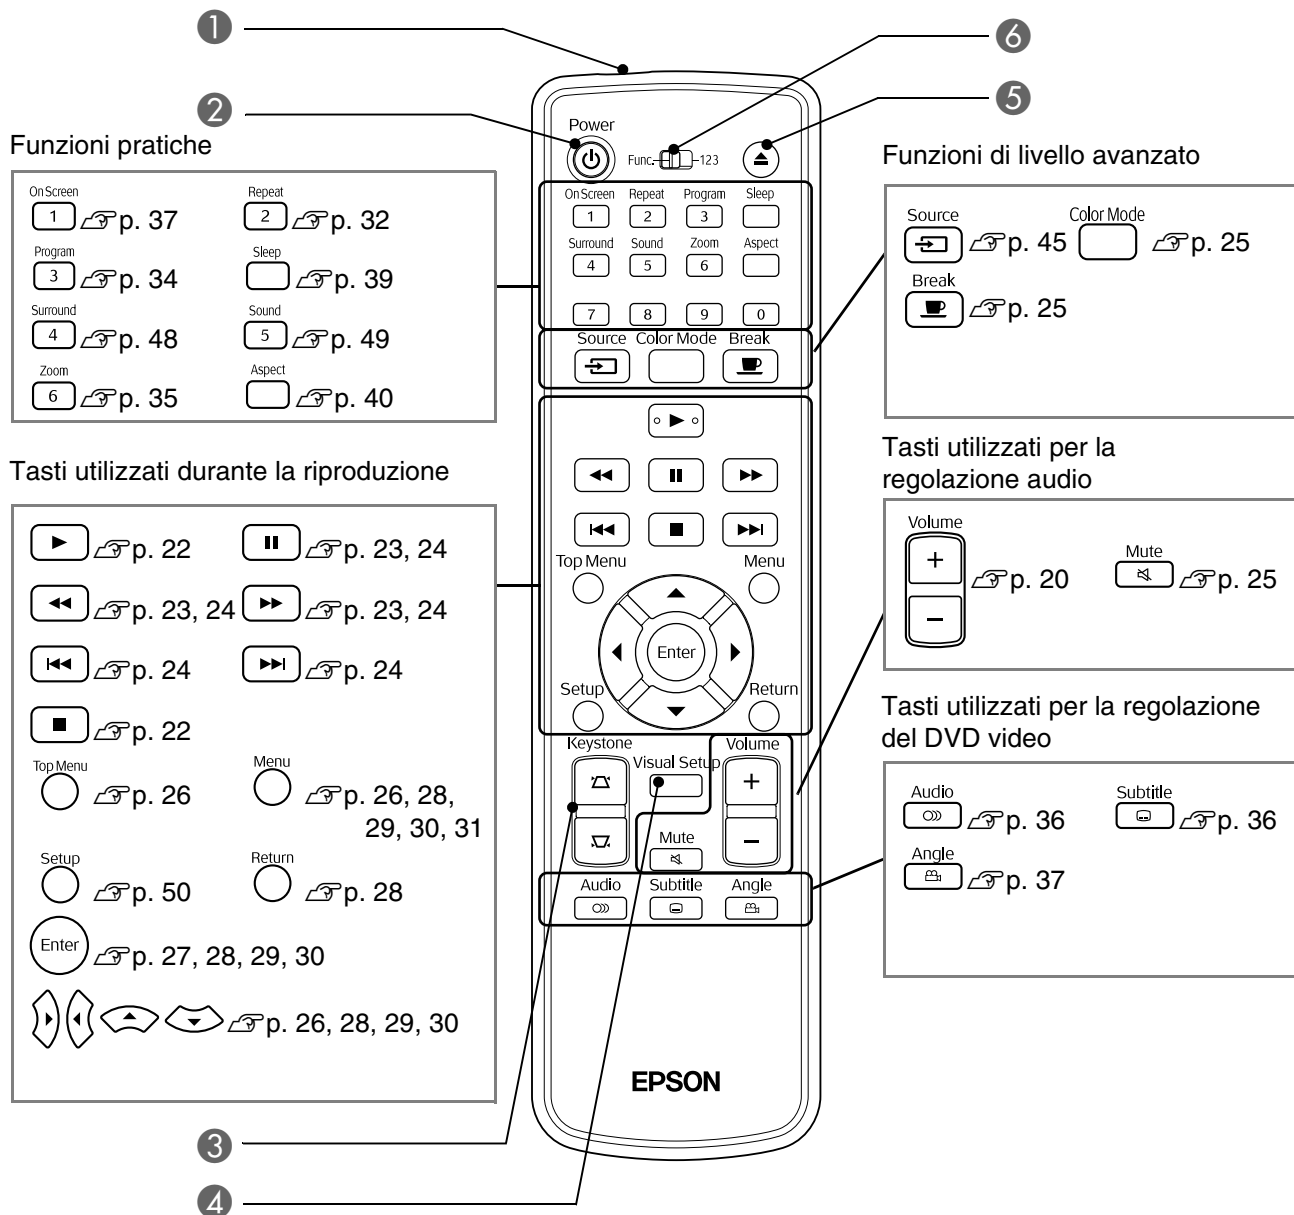 1
6
2
5
Funzioni pratiche
On Screen Repeat
1 p. 37 2 p. 32
Program Sleep
3 p. 34 p. 39
Surround Sound
4 p. 48 5 p. 49
Zoom Aspect
6 p. 35 p. 40
Tasti utilizzati durante la riproduzione
p. 22 p. 23, 24
p. 23, 24 p. 23, 24
p. 24 p. 24
p. 22
Top Menu Menu
p. 26 p. 26, 28,
29, 30, 31
Setup Return
p. 50 p. 28
Enter p. 27, 28, 29, 30
p. 26, 28, 29, 30
3
4
Power
Func. 123
On Screen Repeat Program Sleep
1 2 3
Surround Sound Zoom Aspect
4 5 6
7 8 9 0
Source Color Mode Break
Top Menu Menu
Enter
Setup Return
Keystone Visual Setup Volume
+
Mute
−
Audio Subtitle Angle
EPSON
Funzioni di livello avanzato
Source Color Mode
p. 45 p. 25
Break
p. 25
Tasti utilizzati per la
regolazione audio
Volume
+ Mute
p. 20 p. 25
−
Tasti utilizzati per la regolazione
del DVD video
Audio Subtitle
p. 36 p. 36
Angle
p. 37